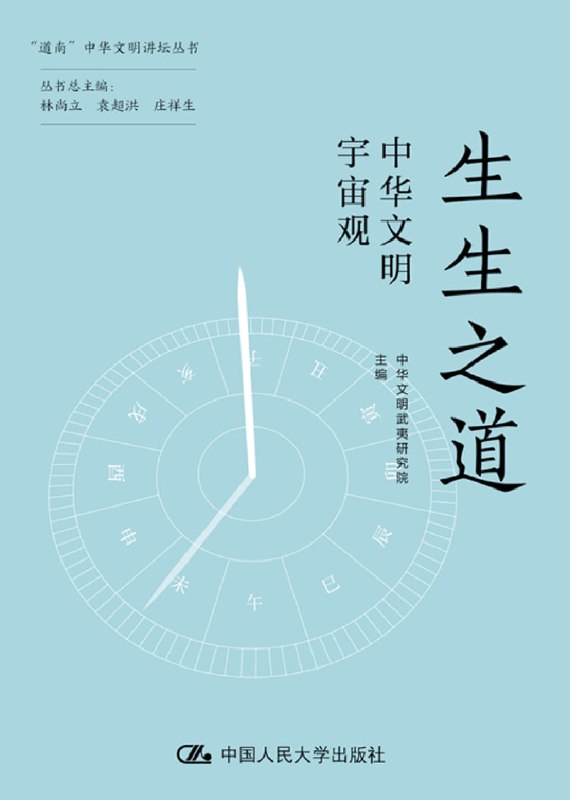 “道南”中华文明讲坛丛书
丛书总主编：
林尚立 袁超洪 庄祥生
生生之道
中华文明
宇宙观
中华文明武夷研究院
主编
子
丑
寅
卯
辰
巳
午
未
申
酉
戌
亥
中国人民大学出版社